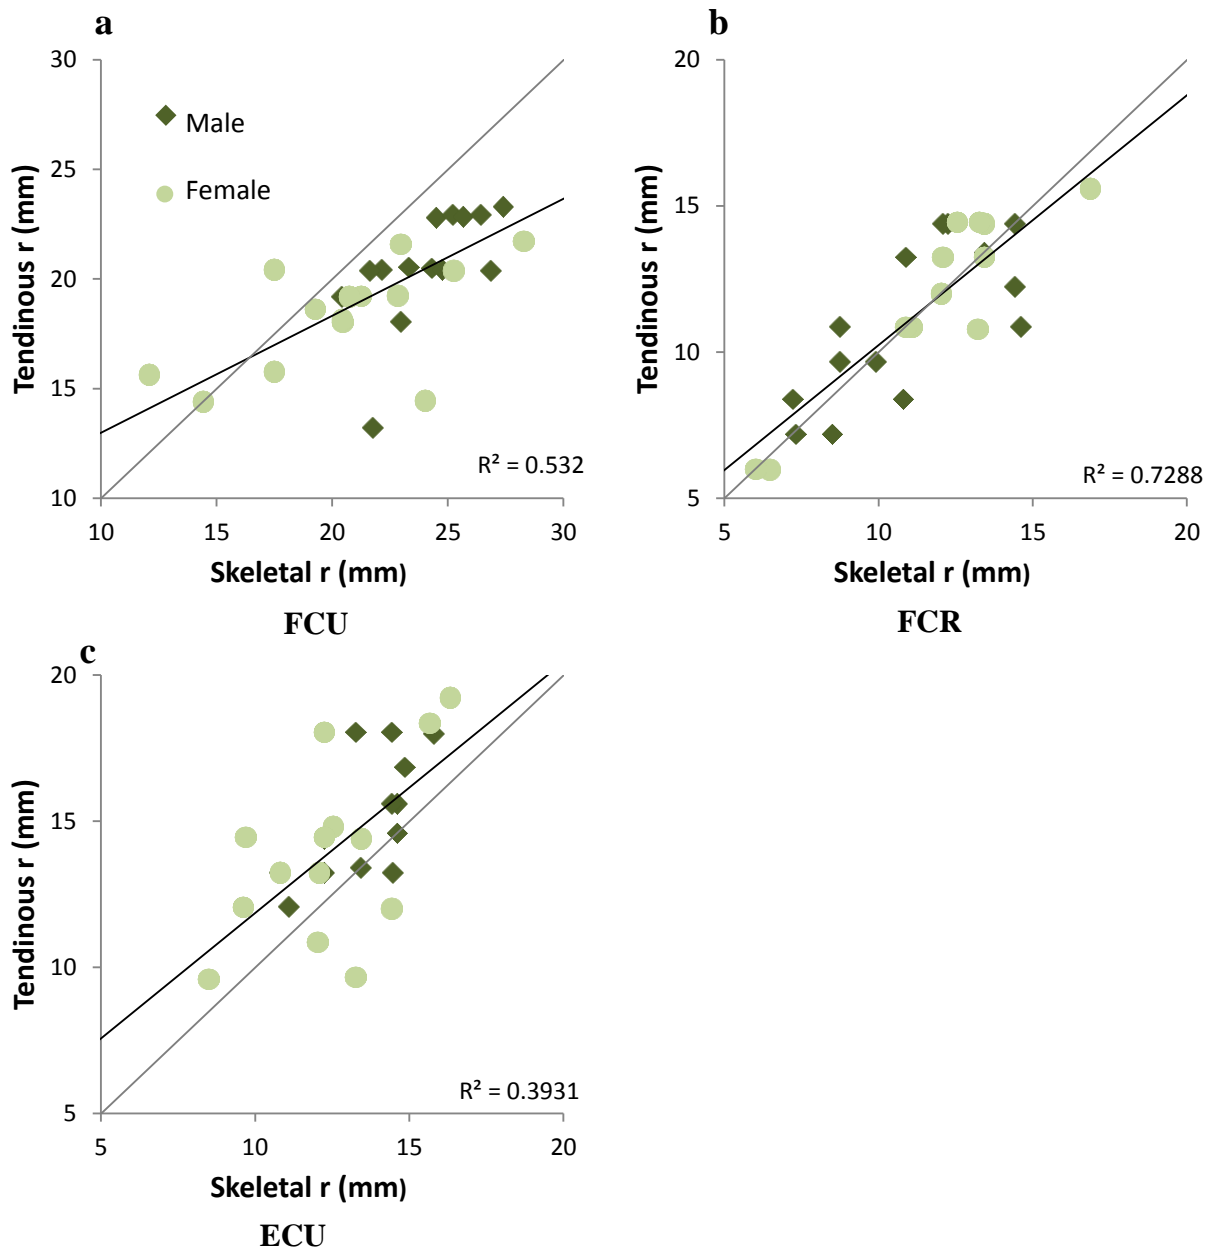 a
30
25
20
15
10
Tendinous r (mm)
Male
Female
R² = 0.532
10 15 20 25 30
Skeletal r (mm)
FCU
b
20
15
10
5
Tendinous r (mm)
R² = 0.7288
5 10 15 20
Skeletal r (mm)
FCR
c
20
15
10
5
Tendinous r (mm)
R² = 0.3931
5 10 15 20
Skeletal r (mm)
ECU